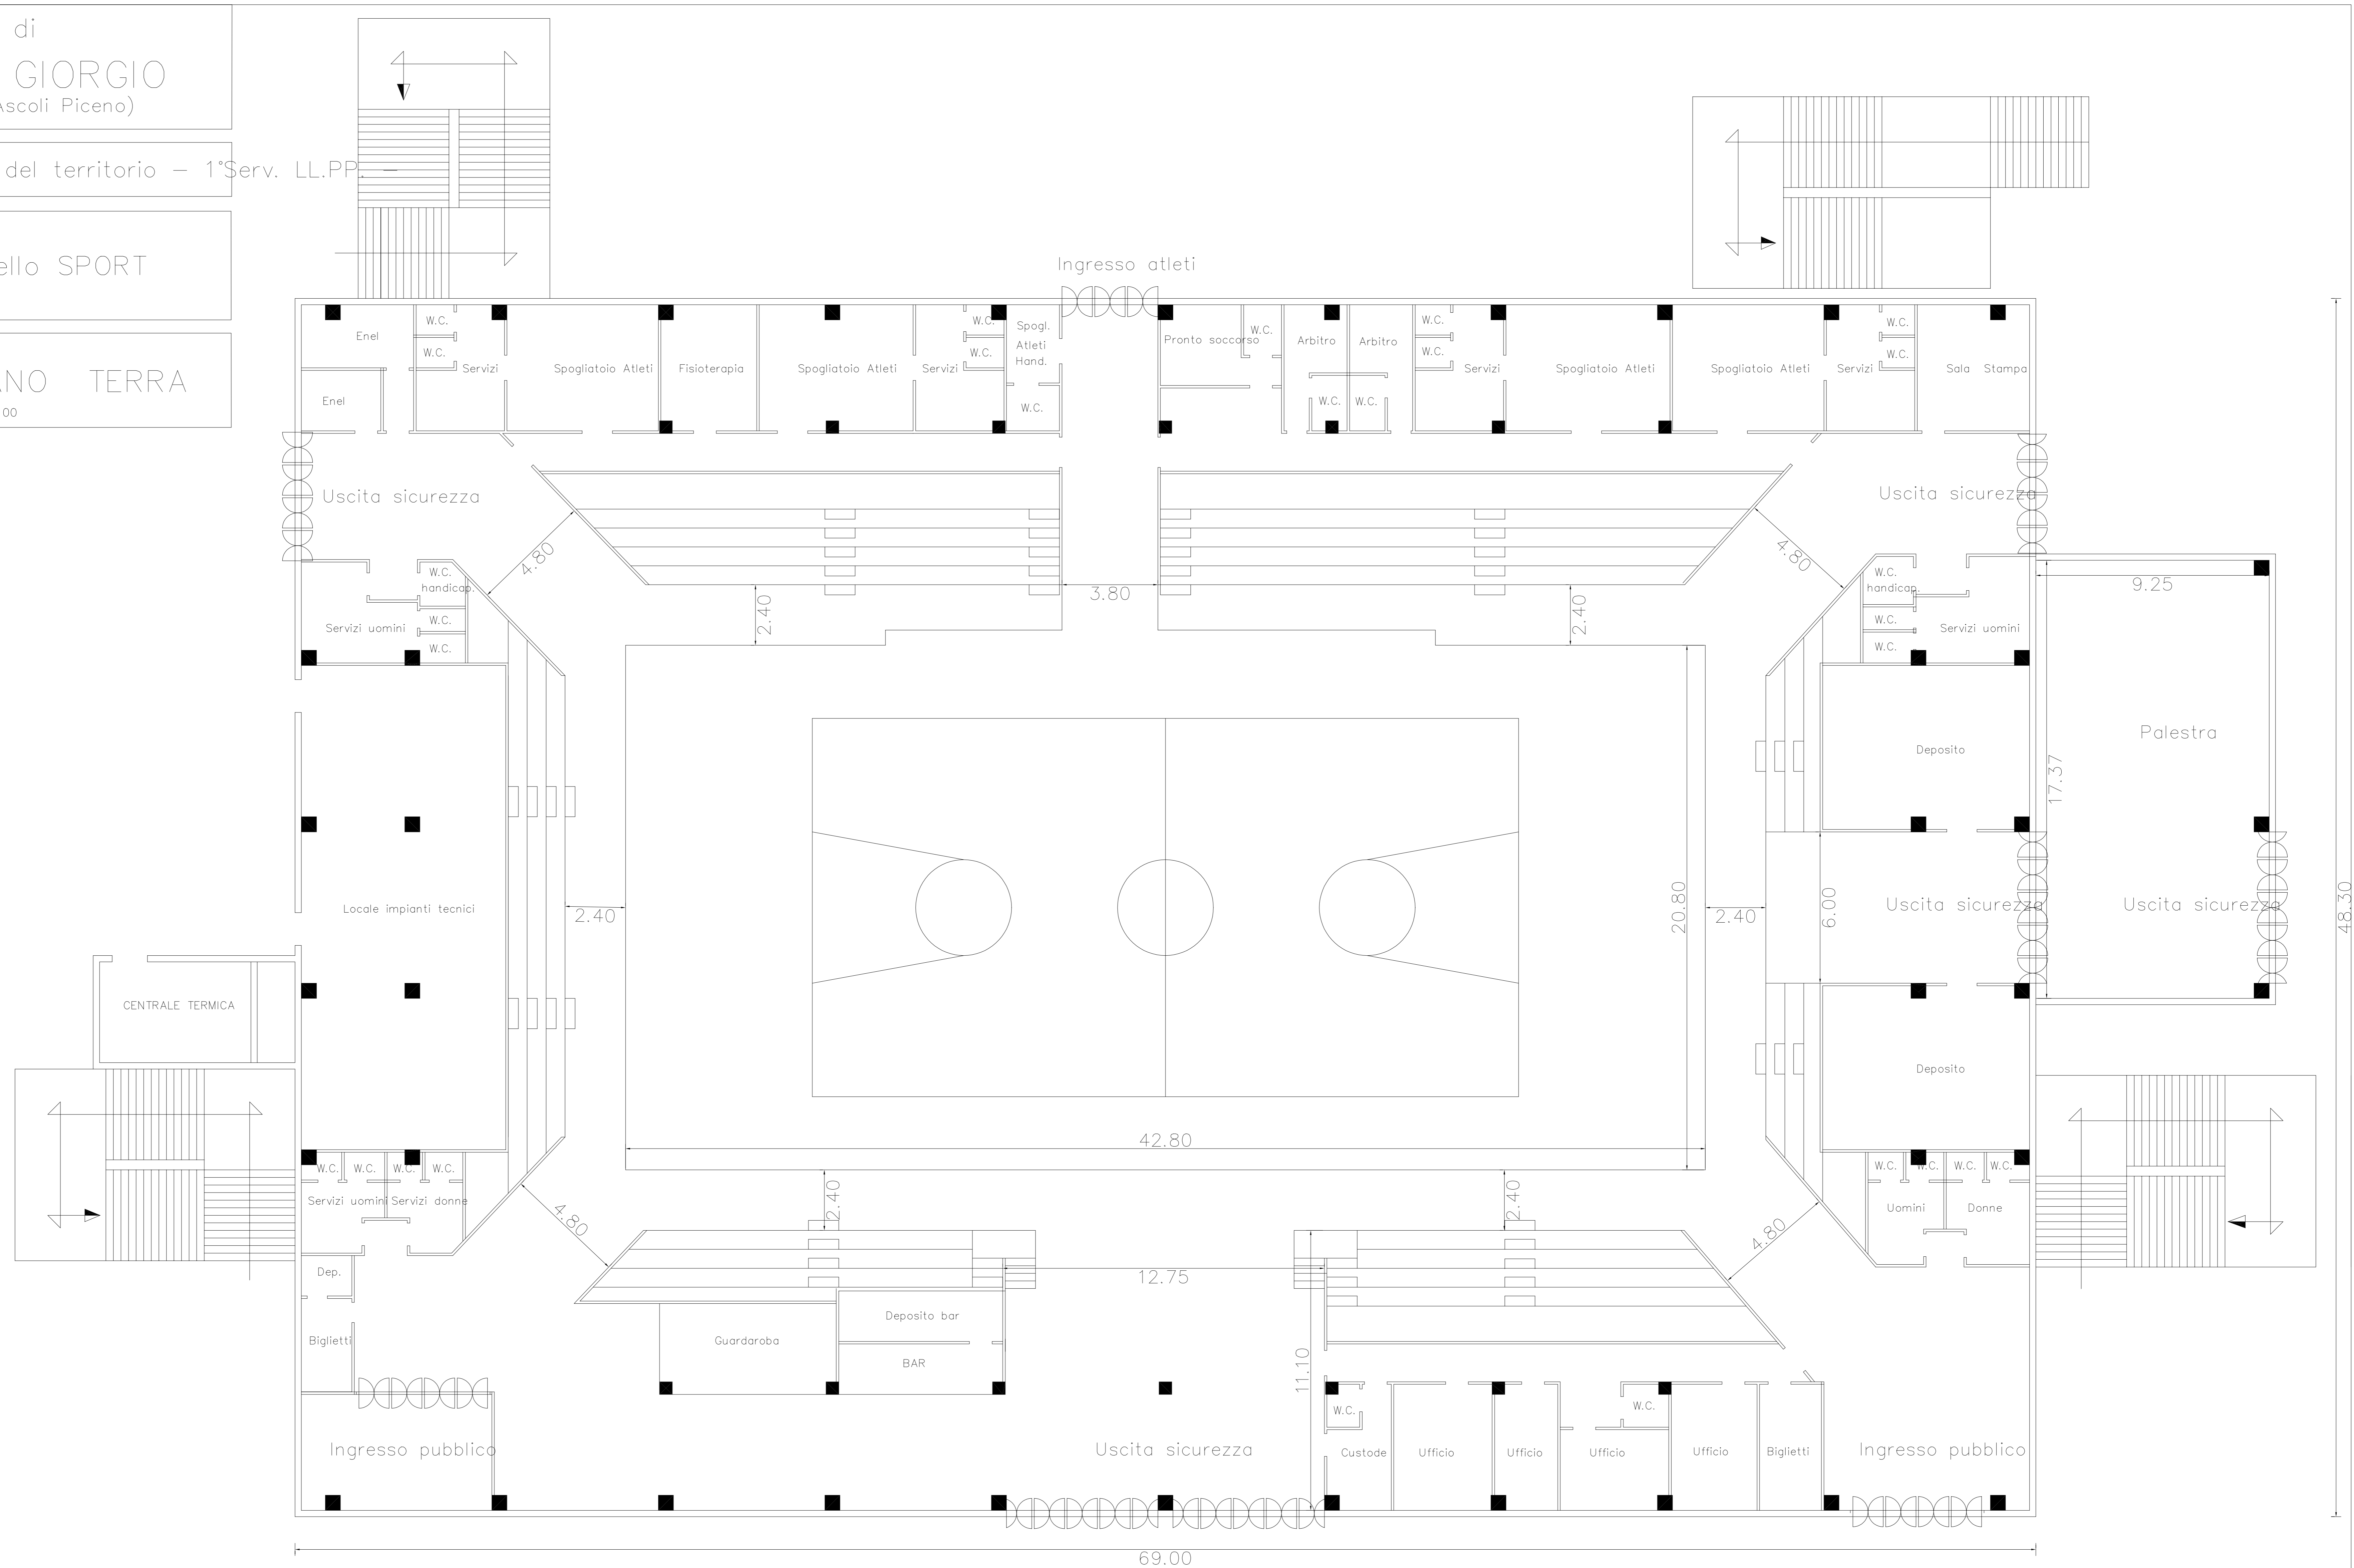 di
GIORGIO
Ascoli Piceno)
del territorio – 1°Serv. LL.PP. –
SPORT
TERRA
00
Ingresso atleti
Enel
W.C.
W.C.
Servizi
Enel
Spogliatoio Atleti
Fisioterapia
Spogliatoio Atleti
Servizi
W.C.
W.C.
Spogl.
Atleti
Hand.
W.C.
Pronto soccorso
W.C.
Arbitro
W.C.
Arbitro
W.C.
W.C.
W.C.
Servizi
Spogliatoio Atleti
Spogliatoio Atleti
Servizi
W.C.
W.C.
Sala Stampa
Uscita sicurezza
Uscita sicurezza
4.80
4.80
W.C.
handicap.
W.C.
W.C.
Servizi uomini
2.40
3.80
2.40
W.C.
handicap.
W.C.
W.C.
Servizi uomini
9.25
Palestra
17.37
Deposito
Locale impianti tecnici
2.40
20.80
2.40
6.00
Uscita sicurezza
Uscita sicurezza
48.30
CENTRALE TERMICA
Deposito
42.80
W.C.
W.C.
W.C.
W.C.
Servizi uomini
Servizi donne
4.80
2.40
2.40
4.80
W.C.
W.C.
W.C.
W.C.
Uomini
Donne
Dep.
Biglietti
12.75
Deposito bar
Guardaroba
BAR
11.10
W.C.
W.C.
Ingresso pubblico
Uscita sicurezza
Custode
Ufficio
Ufficio
Ufficio
Ufficio
Biglietti
Ingresso pubblico
69.00